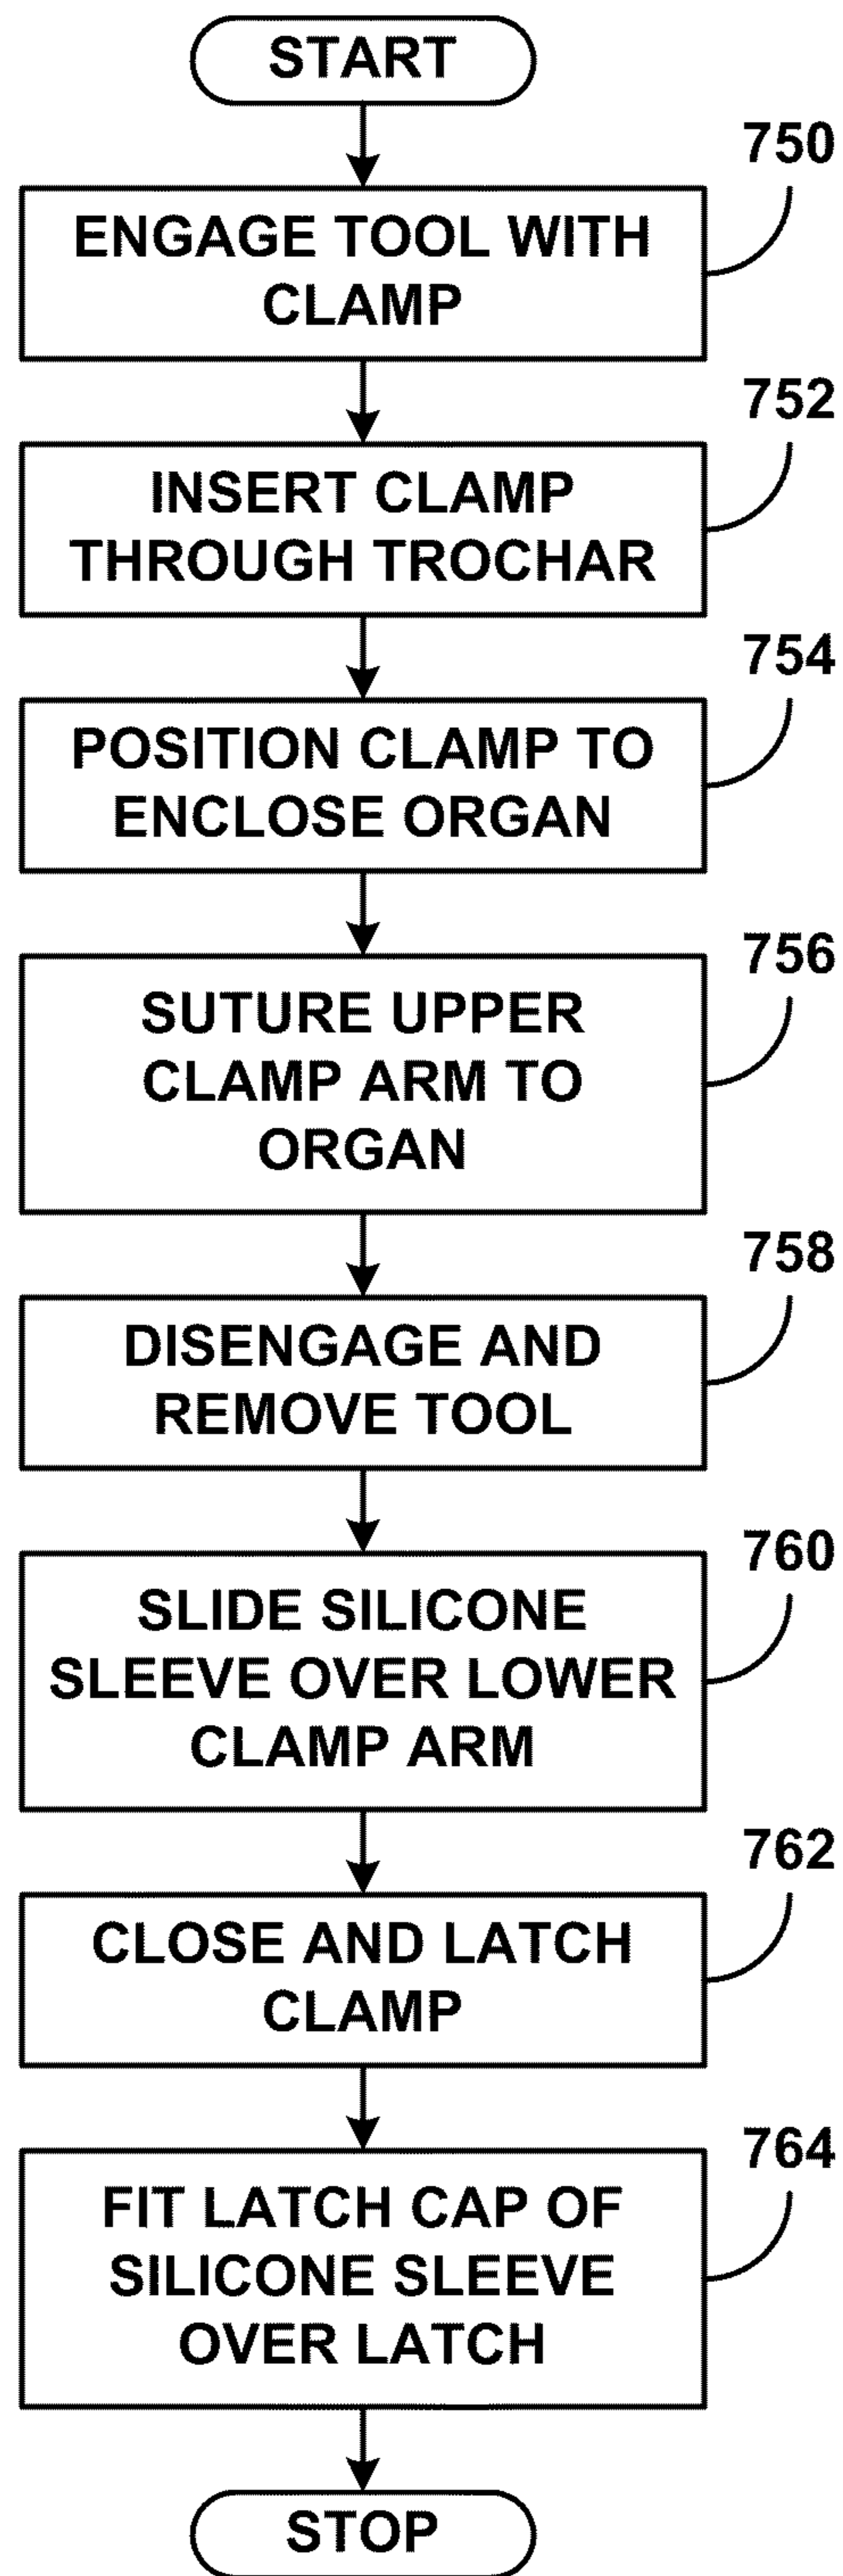 START
750
ENGAGE TOOL WITH
CLAMP
752
INSERT CLAMP
THROUGH TROCHAR
754
POSITION CLAMP TO
ENCLOSE ORGAN
756
SUTURE UPPER
CLAMP ARM TO
ORGAN
758
DISENGAGE AND
REMOVE TOOL
760
SLIDE SILICONE
SLEEVE OVER LOWER
CLAMP ARM
762
CLOSE AND LATCH
CLAMP
764
FIT LATCH CAP OF
SILICONE SLEEVE
OVER LATCH
STOP